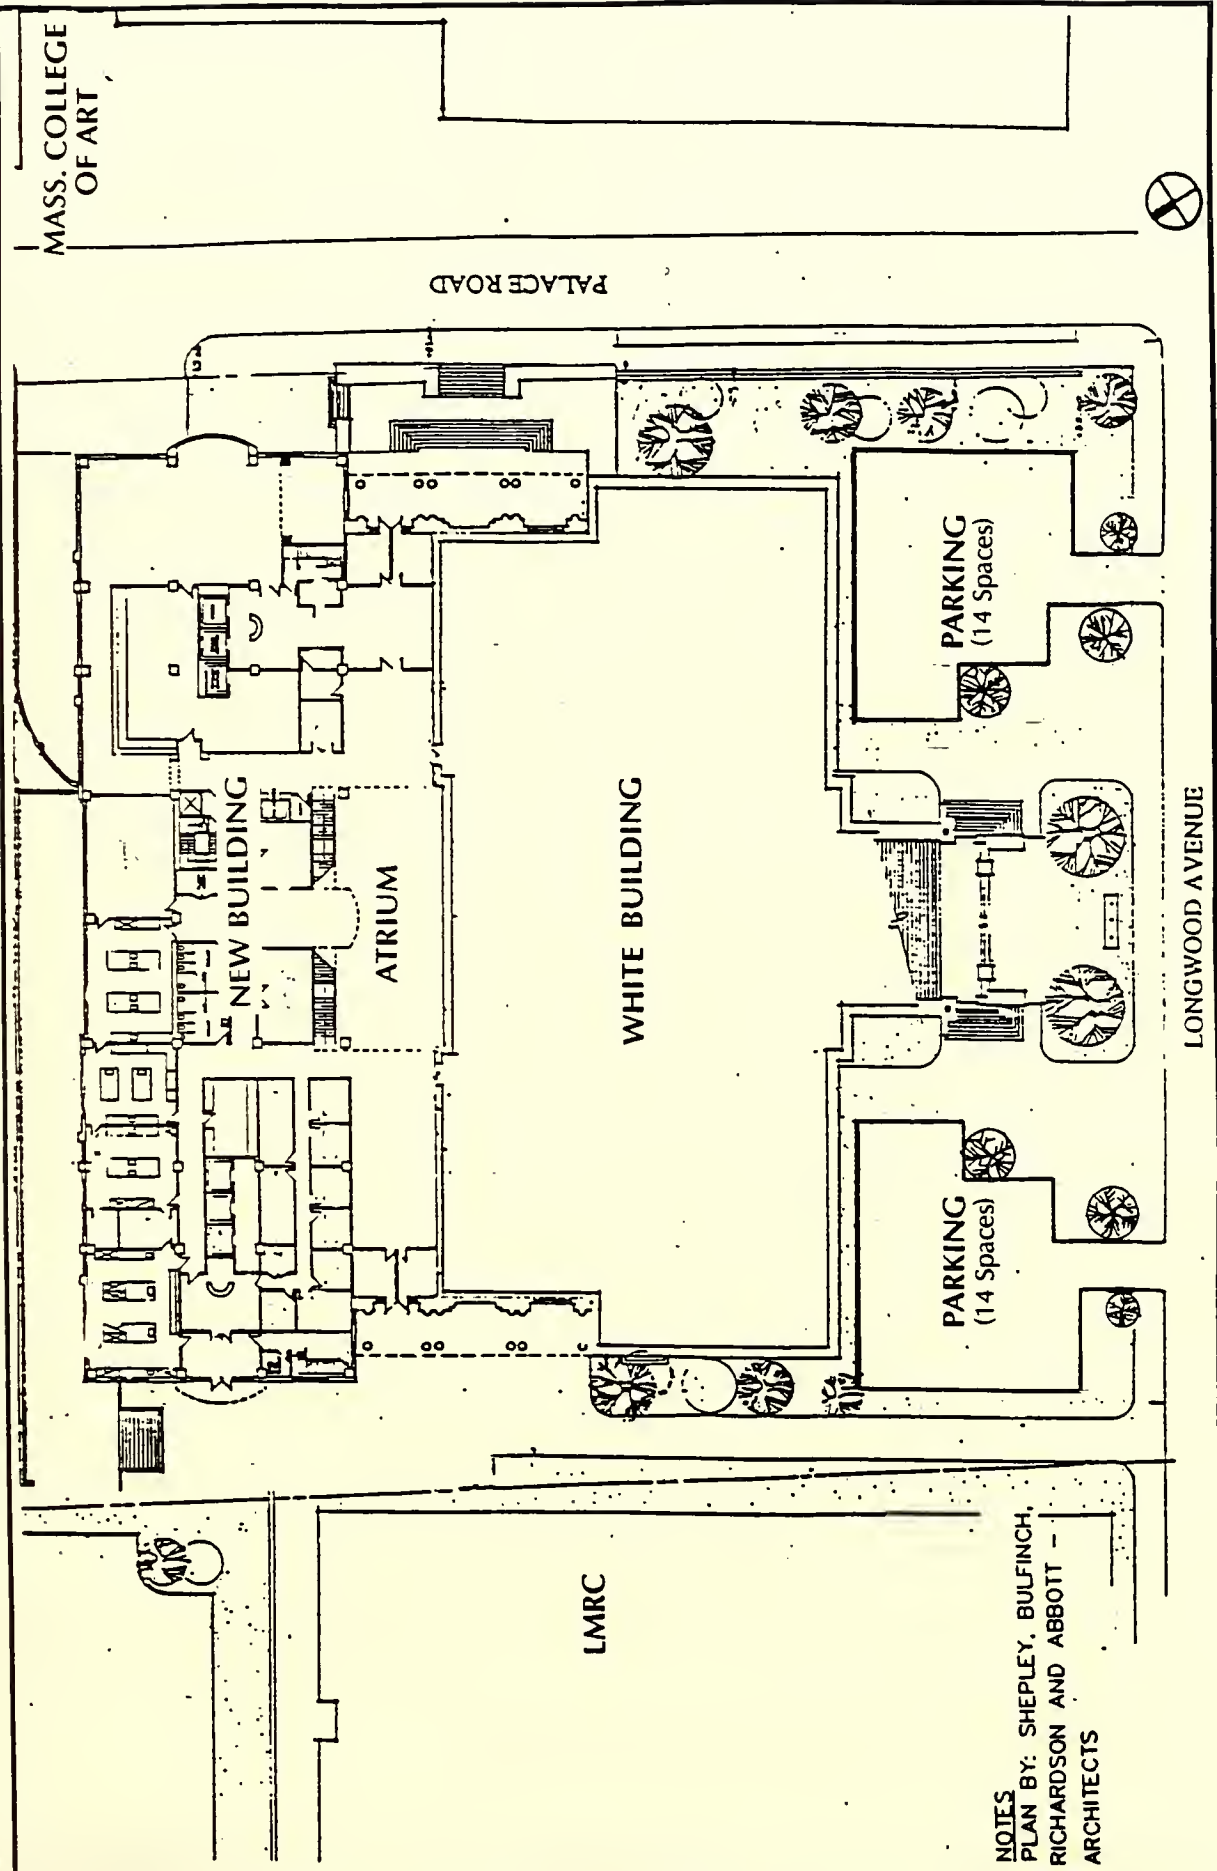 MASS. COLLEGE
OF ART
PALACE ROAD
NEW BUILDING
ATRIUM
WHITE BUILDING
PARKING
(14 Spaces)
PARKING
(14 Spaces)
LONGWOOD AVENUE
LMRC
NOTES
PLAN BY: SHEPLEY, BULFINCH,
RICHARDSON AND ABBOTT -
ARCHITECTS